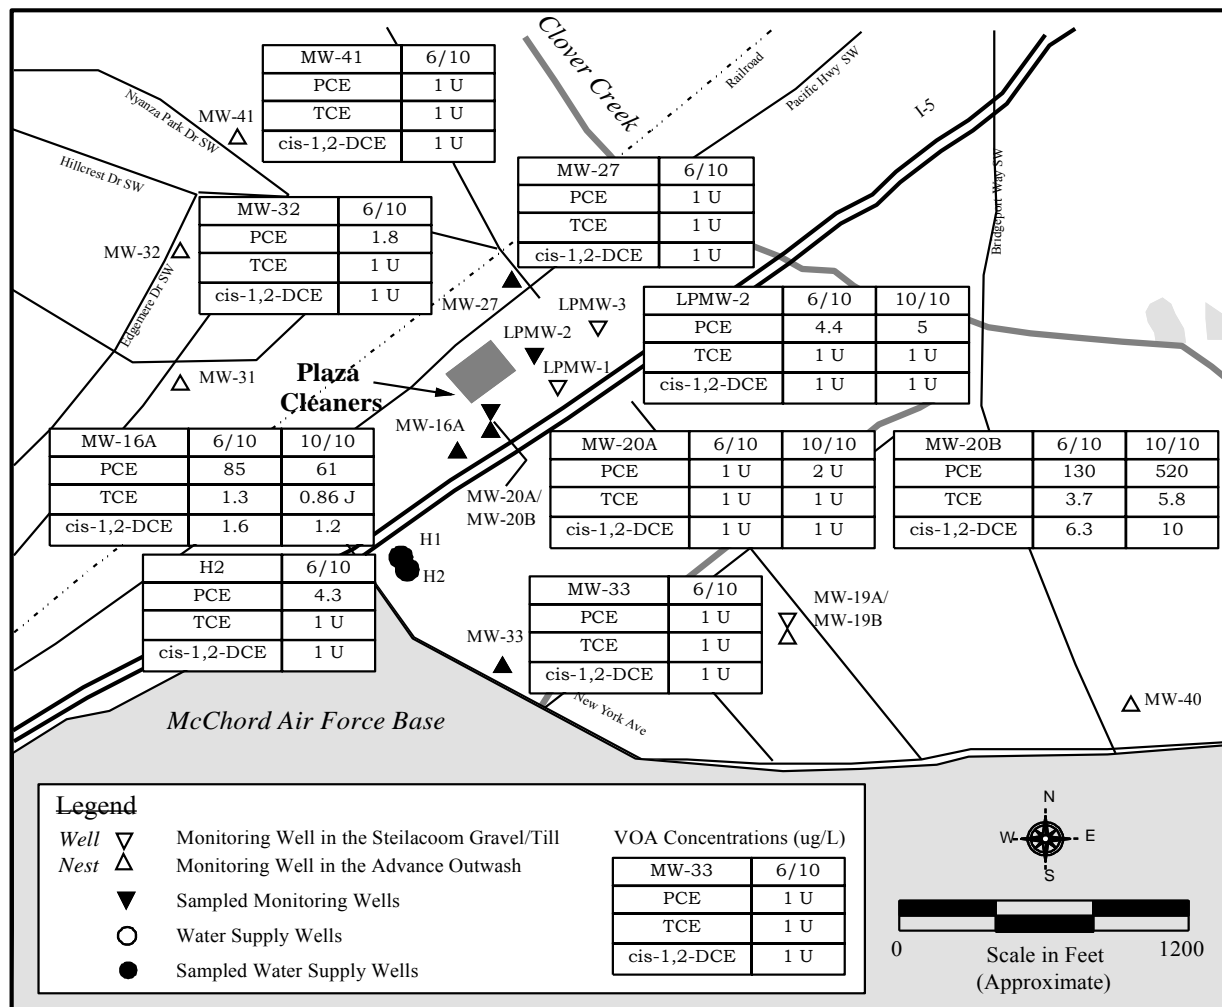 Clover Creek
Railroad
Pacific Hwy SW
I-5
Bridgeport Way SW
Nyanza Park Dr SW
Hillcrest Dr SW
Edgemere Dr SW
MW-41
MW-41 6/10
PCE 1 U
TCE 1 U
cis-1,2-DCE 1 U
MW-27 6/10
PCE 1 U
TCE 1 U
cis-1,2-DCE 1 U
MW-32
MW-32 6/10
PCE 1.8
TCE 1 U
cis-1,2-DCE 1 U
MW-27
LPMW-3
LPMW-2
LPMW-1
LPMW-2 6/10 10/10
PCE 4.4 5
TCE 1 U 1 U
cis-1,2-DCE 1 U 1 U
MW-31
Plaza
Cleaners
MW-16A
MW-16A 6/10 10/10
PCE 85 61
TCE 1.3 0.86 J
cis-1,2-DCE 1.6 1.2
MW-20A/
MW-20B
MW-20A 6/10 10/10
PCE 1 U 2 U
TCE 1 U 1 U
cis-1,2-DCE 1 U 1 U
MW-20B 6/10 10/10
PCE 130 520
TCE 3.7 5.8
cis-1,2-DCE 6.3 10
H1
H2
H2 6/10
PCE 4.3
TCE 1 U
cis-1,2-DCE 1 U
MW-33
MW-33 6/10
PCE 1 U
TCE 1 U
cis-1,2-DCE 1 U
MW-19A/
MW-19B
MW-40
New York Ave
McChord Air Force Base
Legend
Well
Nest
Monitoring Well in the Steilacoom Gravel/Till
Monitoring Well in the Advance Outwash
Sampled Monitoring Wells
Water Supply Wells
Sampled Water Supply Wells
VOA Concentrations (ug/L)
MW-33 6/10
PCE 1 U
TCE 1 U
cis-1,2-DCE 1 U
N
W E
S
0 1200
Scale in Feet
(Approximate)